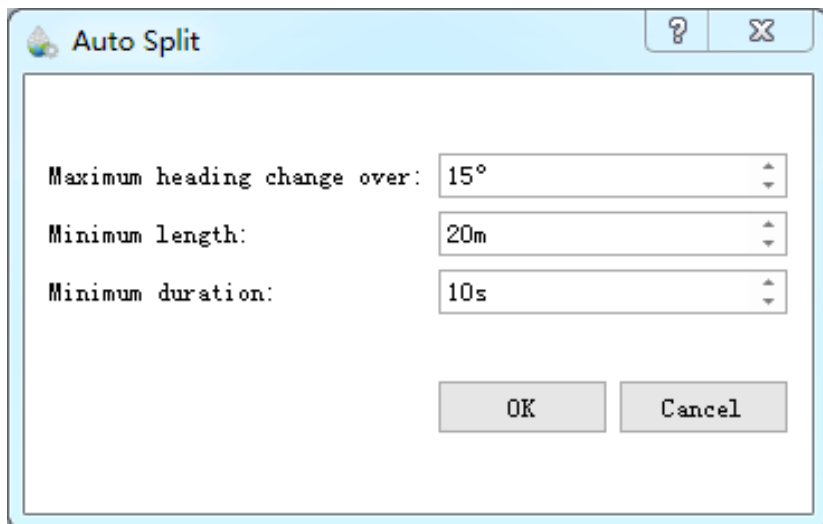 Auto Split
Maximum heading change over: 15°
Minimum length: 20m
Minimum duration: 10s
OK Cancel